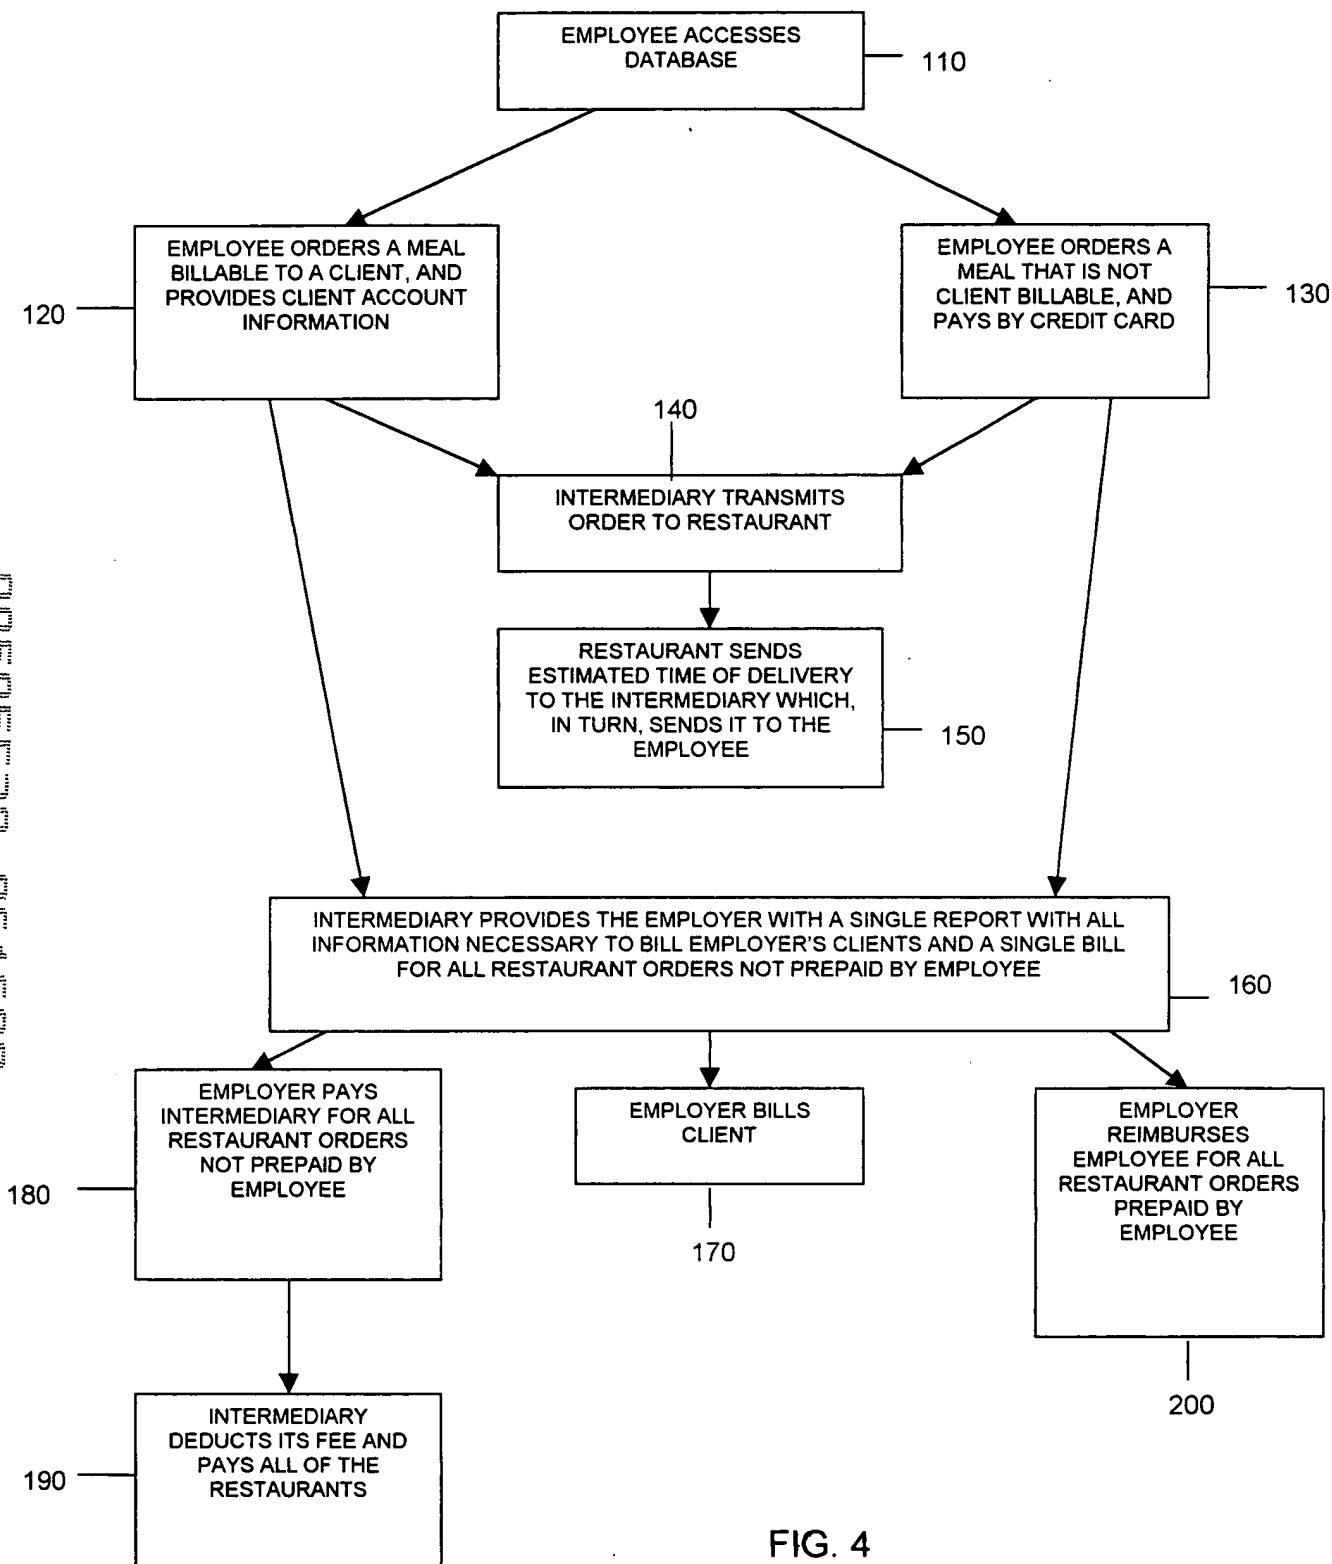 EMPLOYEE ACCESSES
DATABASE
110
EMPLOYEE ORDERS A MEAL
BILLABLE TO A CLIENT, AND
PROVIDES CLIENT ACCOUNT
INFORMATION
120
EMPLOYEE ORDERS A
MEAL THAT IS NOT
CLIENT BILLABLE, AND
PAYS BY CREDIT CARD
130
140
INTERMEDIARY TRANSMITS
ORDER TO RESTAURANT
RESTAURANT SENDS
ESTIMATED TIME OF DELIVERY
TO THE INTERMEDIARY WHICH,
IN TURN, SENDS IT TO THE
EMPLOYEE
150
INTERMEDIARY PROVIDES THE EMPLOYER WITH A SINGLE REPORT WITH ALL
INFORMATION NECESSARY TO BILL EMPLOYER'S CLIENTS AND A SINGLE BILL
FOR ALL RESTAURANT ORDERS NOT PREPAID BY EMPLOYEE
160
EMPLOYER PAYS
INTERMEDIARY FOR ALL
RESTAURANT ORDERS
NOT PREPAID BY
EMPLOYEE
180
EMPLOYER BILLS
CLIENT
170
EMPLOYER
REIMBURSES
EMPLOYEE FOR ALL
RESTAURANT ORDERS
PREPAID BY
EMPLOYEE
200
INTERMEDIARY
DEDUCTS ITS FEE AND
PAYS ALL OF THE
RESTAURANTS
190
FIG. 4